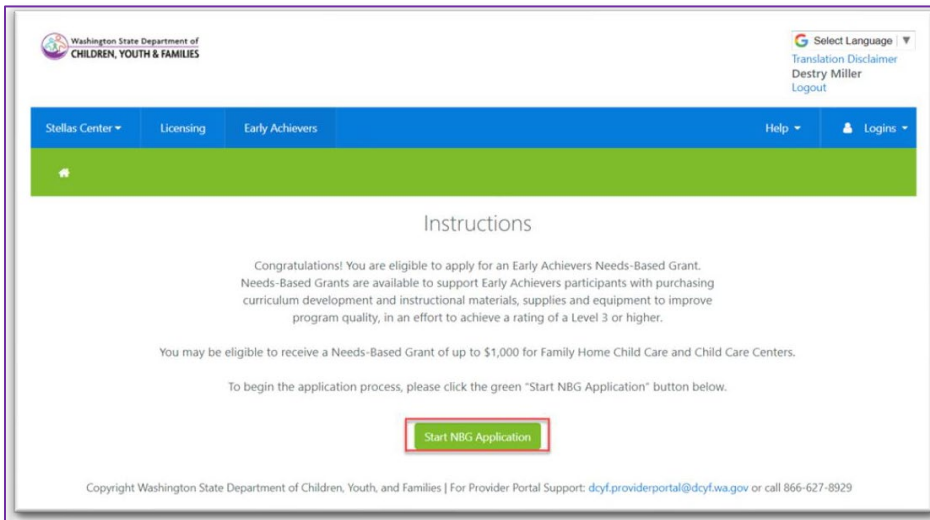 Washington State Department of
CHILDREN, YOUTH & FAMILIES
Select Language
Translation Disclaimer
Destry Miller
Logout
Stellas Center Licensing Early Achievers Help Logins
Instructions
Congratulations! You are eligible to apply for an Early Achievers Needs-Based Grant.
Needs-Based Grants are available to support Early Achievers participants with purchasing
curriculum development and instructional materials, supplies and equipment to improve
program quality, in an effort to achieve a rating of a Level 3 or higher.
You may be eligible to receive a Needs-Based Grant of up to $1,000 for Family Home Child Care and Child Care Centers.
To begin the application process, please click the green "Start NBG Application" button below.
Start NBG Application
Copyright Washington State Department of Children, Youth, and Families | For Provider Portal Support: dcyf.providerportal@dcyf.wa.gov or call 866-627-8929